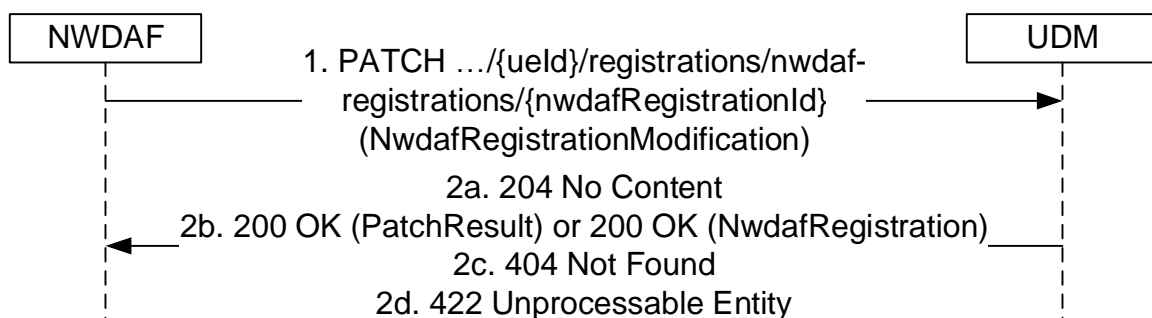 NWDAF
UDM
1. PATCH …/{ueId}/registrations/nwdaf-
registrations/{nwdafRegistrationId}
(NwdafRegistrationModification)
2a. 204 No Content
2b. 200 OK (PatchResult) or 200 OK (NwdafRegistration)
2c. 404 Not Found
2d. 422 Unprocessable Entity